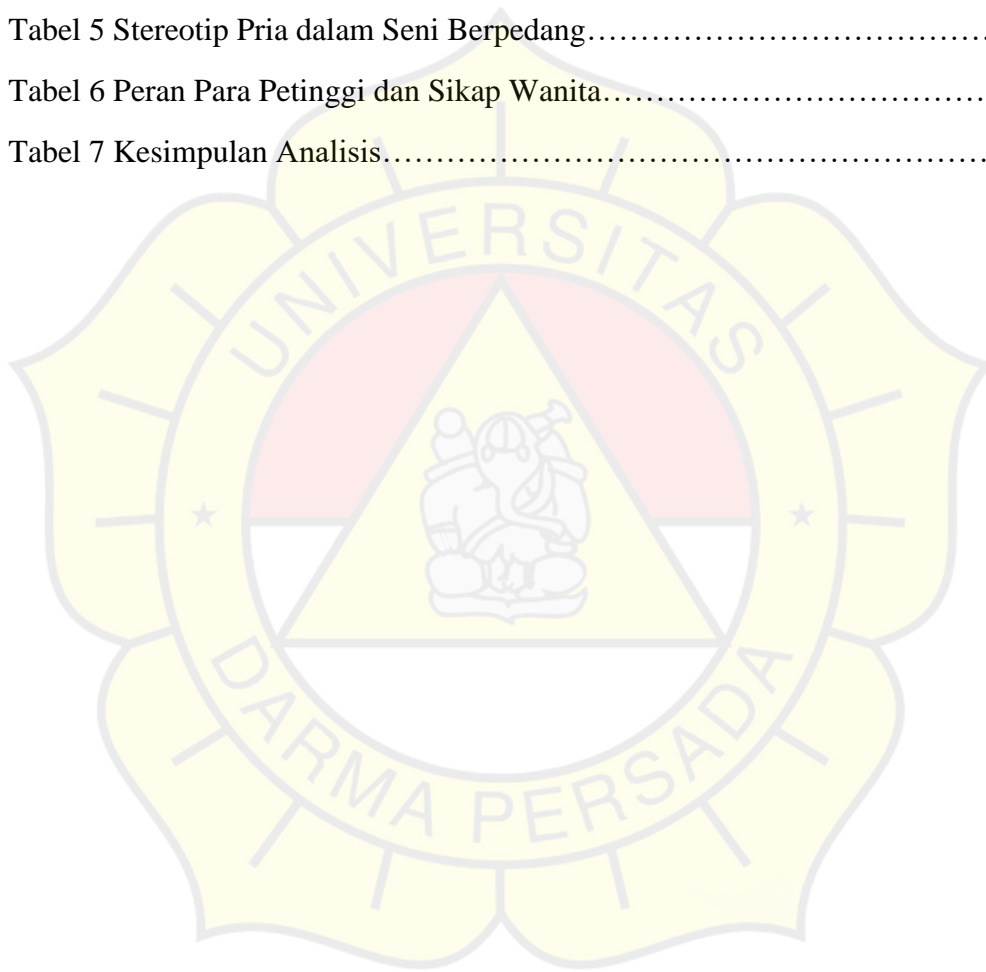 Tabel 5 Stereotip Pria dalam Seni Berpedang…………………………………
Tabel 6 Peran Para Petinggi dan Sikap Wanita………………………………
Tabel 7 Kesimpulan Analisis…………………………………………………
UNIVERSITAS
DARMA PERSADA